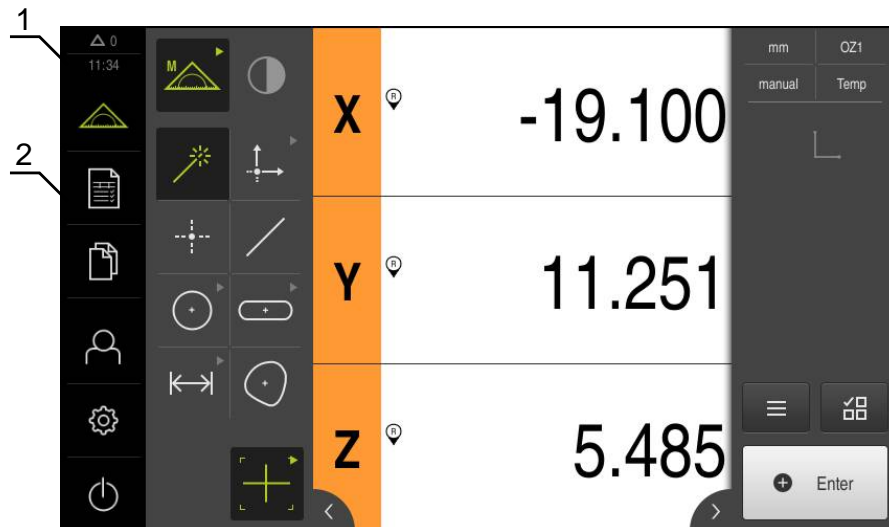 1
2
0
11:34
M
X R -19.100
Y R 11.251
Z R 5.485
mm OZ1
manual Temp
Enter